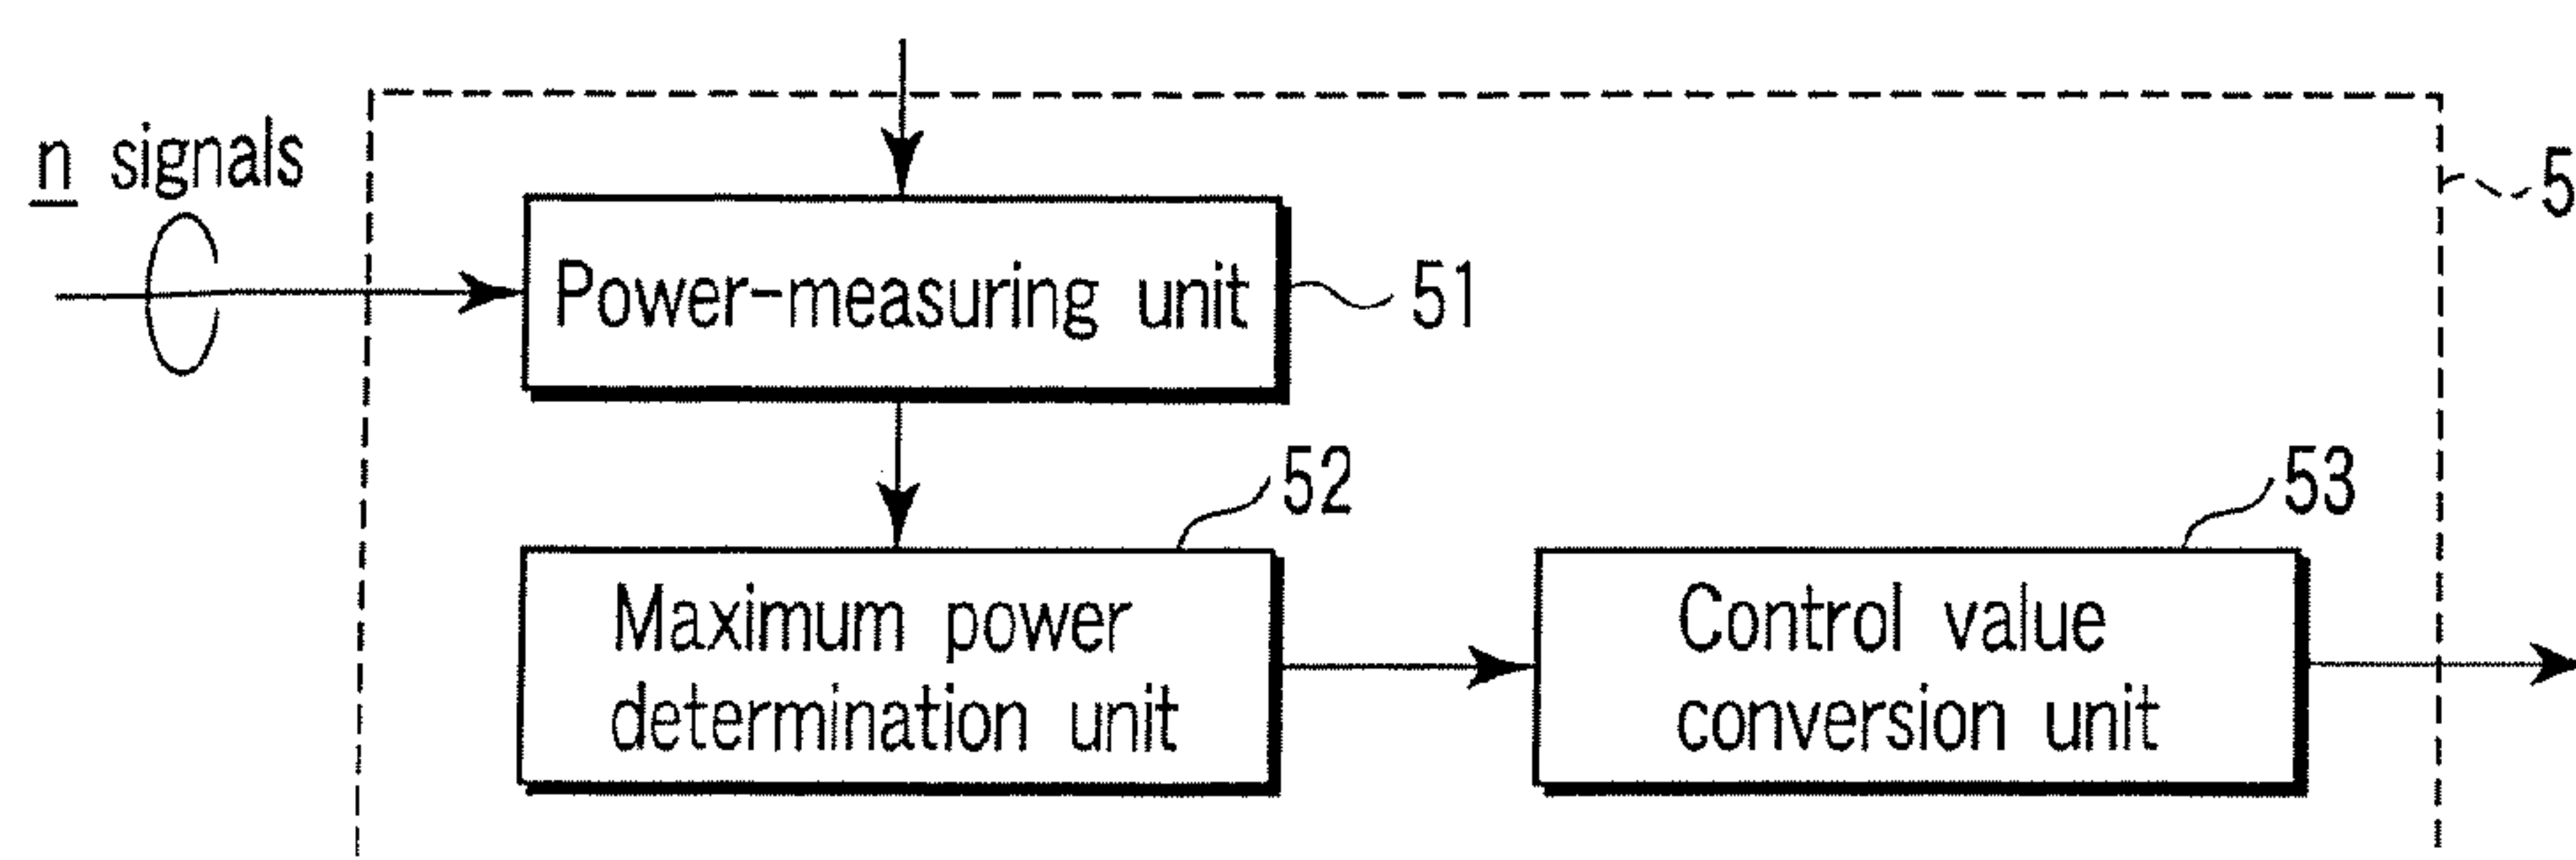 n signals
5
Power-measuring unit
51
52
53
Maximum power
determination unit
Control value
conversion unit